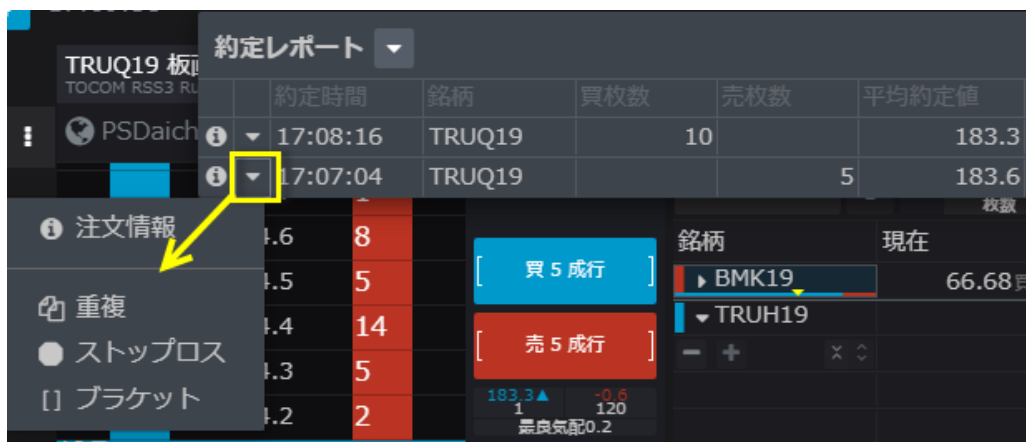 約定レポート
TRUQ19 板
TOCOM RSS3 Ru
PSDaich
約定時間 銘柄 買枚数 売枚数 平均約定値
17:08:16 TRUQ19 10 183.3
17:07:04 TRUQ19 5 183.6
枚数
注文情報
重複
ストップロス
[] ブラケット
.6 8
.5 5
.4 14
.3 5
.2 2
[ 買 5 成行 ]
[ 売 5 成行 ]
183.3▲ -0.6
1 120
最良気配0.2
銘柄 現在
BMK19 66.68
TRUH19